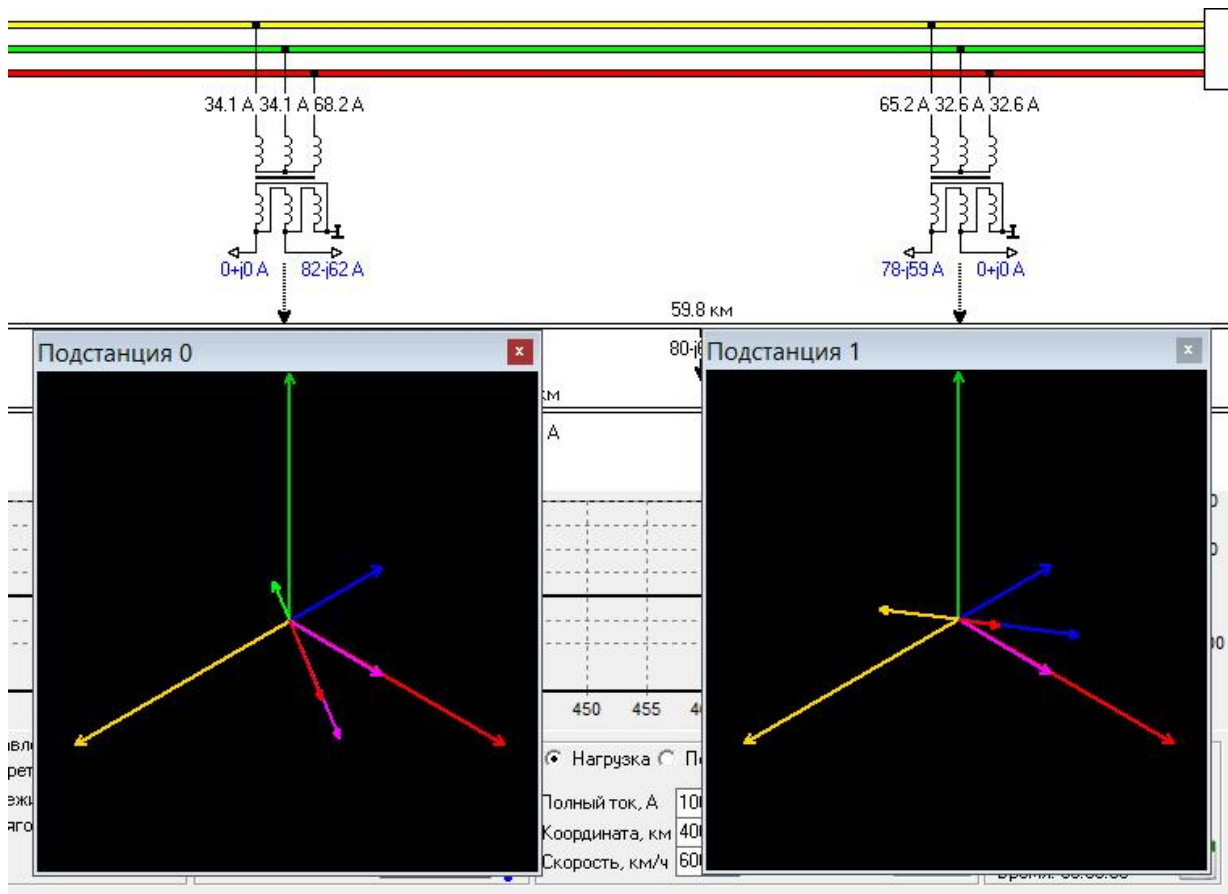 34.1 A 34.1 A 68.2 A
65.2 A 32.6 A 32.6 A
0+j0 A 82-j62 A
78-j59 A 0+j0 A
59.8 км
Подстанция 0
x
Подстанция 1
x
км
А
450 455
Нагрузка
Полный ток, А
Координата, км
Скорость, км/ч